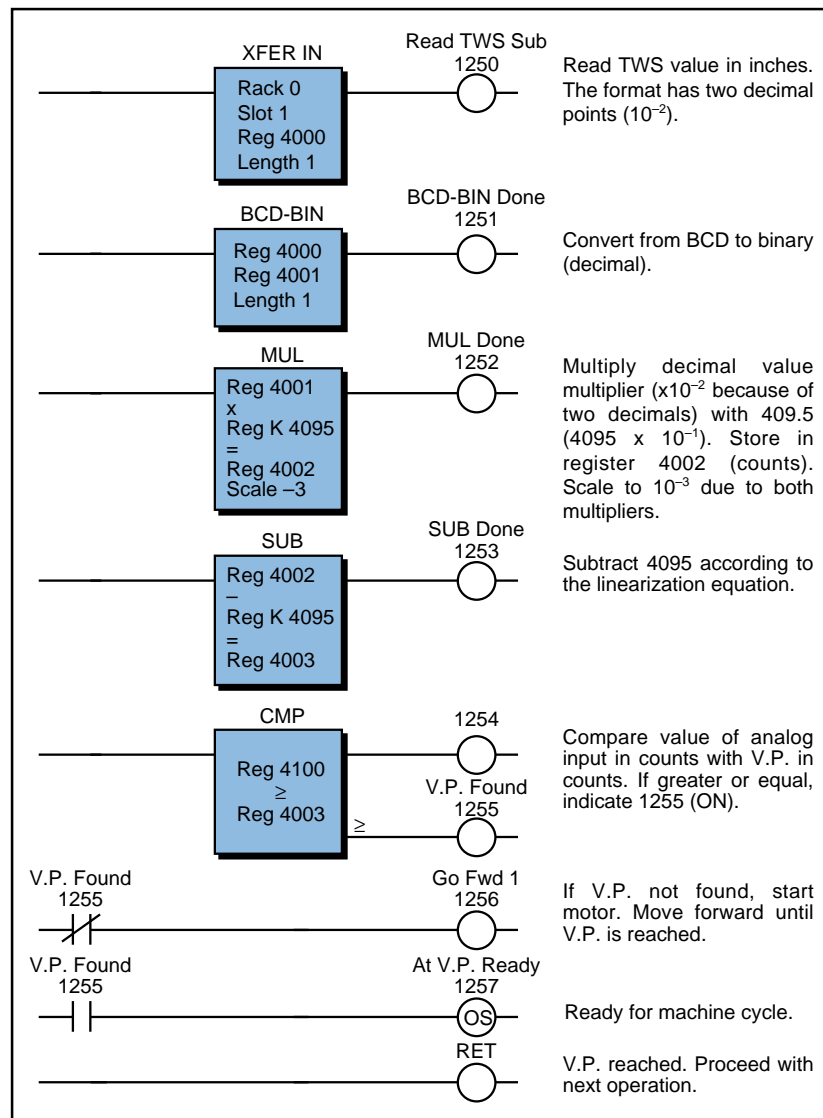 XFER IN
Rack 0
Slot 1
Reg 4000
Length 1
Read TWS Sub
1250
Read TWS value in inches.
The format has two decimal
points (10⁻²).
BCD-BIN
Reg 4000
Reg 4001
Length 1
BCD-BIN Done
1251
Convert from BCD to binary
(decimal).
MUL
Reg 4001
x
Reg K 4095
=
Reg 4002
Scale –3
MUL Done
1252
Multiply decimal value
multiplier (x10⁻² because of
two decimals) with 409.5
(4095 x 10⁻¹). Store in
register 4002 (counts).
Scale to 10⁻³ due to both
multipliers.
SUB
Reg 4002
–
Reg K 4095
=
Reg 4003
SUB Done
1253
Subtract 4095 according to
the linearization equation.
CMP
Reg 4100
≥
Reg 4003
1254
V.P. Found
1255
≥
Compare value of analog
input in counts with V.P. in
counts. If greater or equal,
indicate 1255 (ON).
V.P. Found
1255
Go Fwd 1
1256
If V.P. not found, start
motor. Move forward until
V.P. is reached.
V.P. Found
1255
At V.P. Ready
1257
OS
Ready for machine cycle.
RET
V.P. reached. Proceed with
next operation.